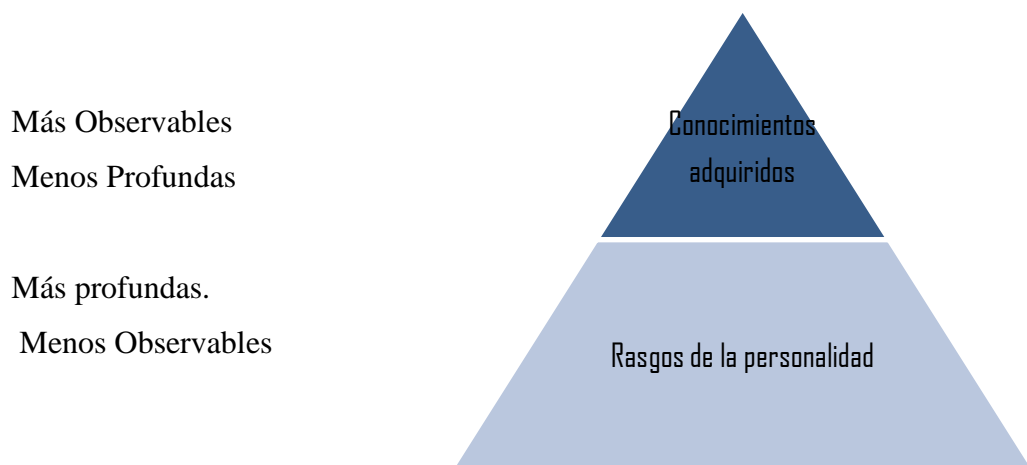 Más Observables
Menos Profundas
Más profundas.
Menos Observables
Conocimientos
adquiridos
Rasgos de la personalidad